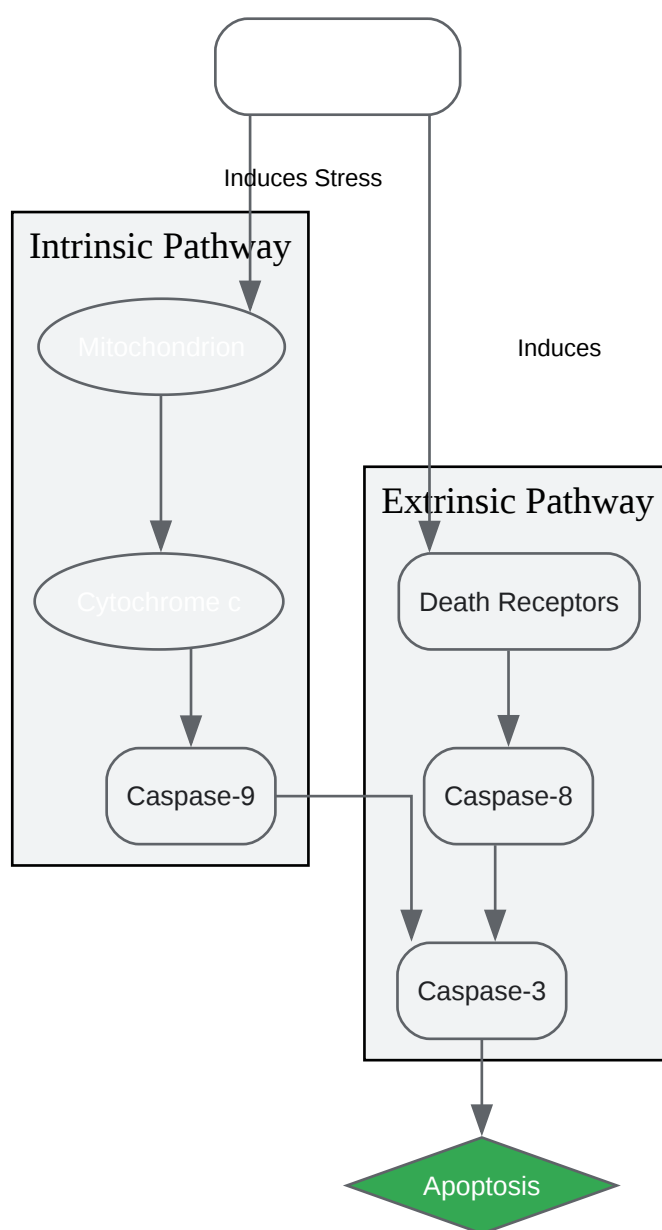 Induces Stress
Intrinsic Pathway
Mitochondrion
Induces
Extrinsic Pathway
Cytochrome c
Death Receptors
Caspase-9
Caspase-8
Caspase-3
Apoptosis